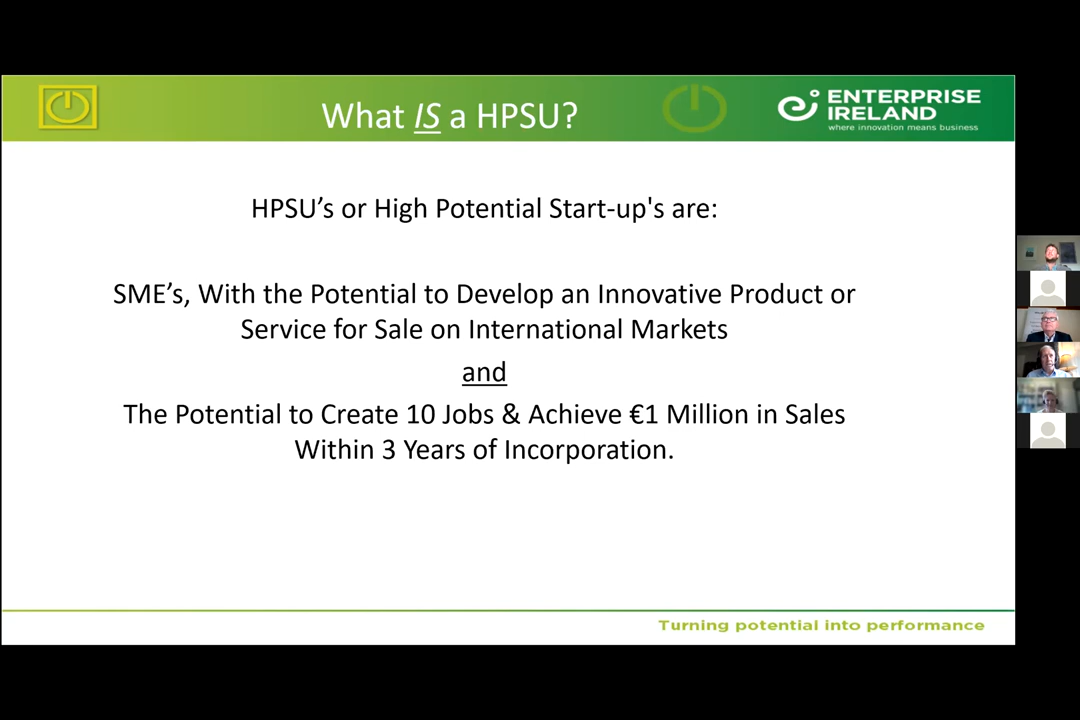 What IS a HPSU?
ENTERPRISE
IRELAND
where innovation means business
HPSU’s or High Potential Start-up's are:
SME’s, With the Potential to Develop an Innovative Product or
Service for Sale on International Markets
and
The Potential to Create 10 Jobs & Achieve €1 Million in Sales
Within 3 Years of Incorporation.
Turning potential into performance